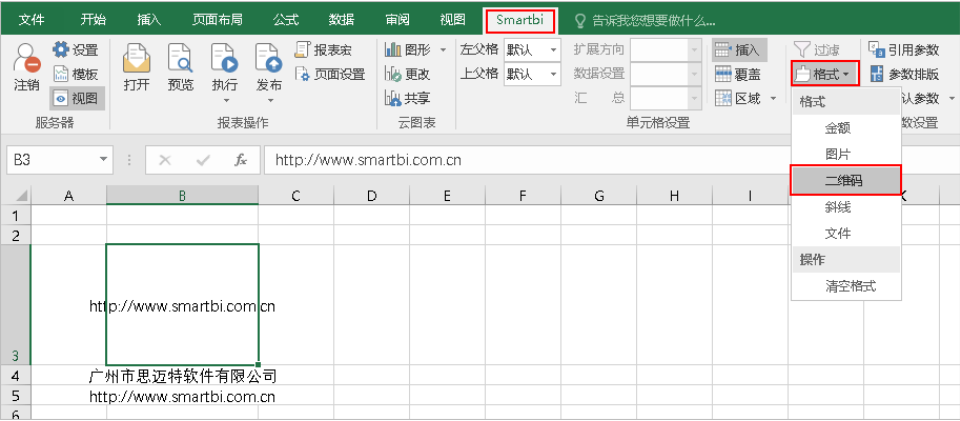 文件 开始 插入 页面布局 公式 数据 审阅 视图 Smartbi 告诉我您想要做什么...
注销 设置 模板 视图 打开 预览 执行 发布 报表宏 页面设置 图形 更改 共享 左父格 默认 上父格 默认 扩展方向 数据设置 汇 总 插入 覆盖 区域 过滤 格式 引用参数 参数排版 认参数
服务器 报表操作 云图表 单元格设置 数设置
格式
金额
图片
二维码
斜线
文件
操作
清空格式
B3 fx http://www.smartbi.com.cn
A B C D E F G H I K
1
2
3 http://www.smartbi.com.cn
4 广州市思迈特软件有限公司
5 http://www.smartbi.com.cn
6